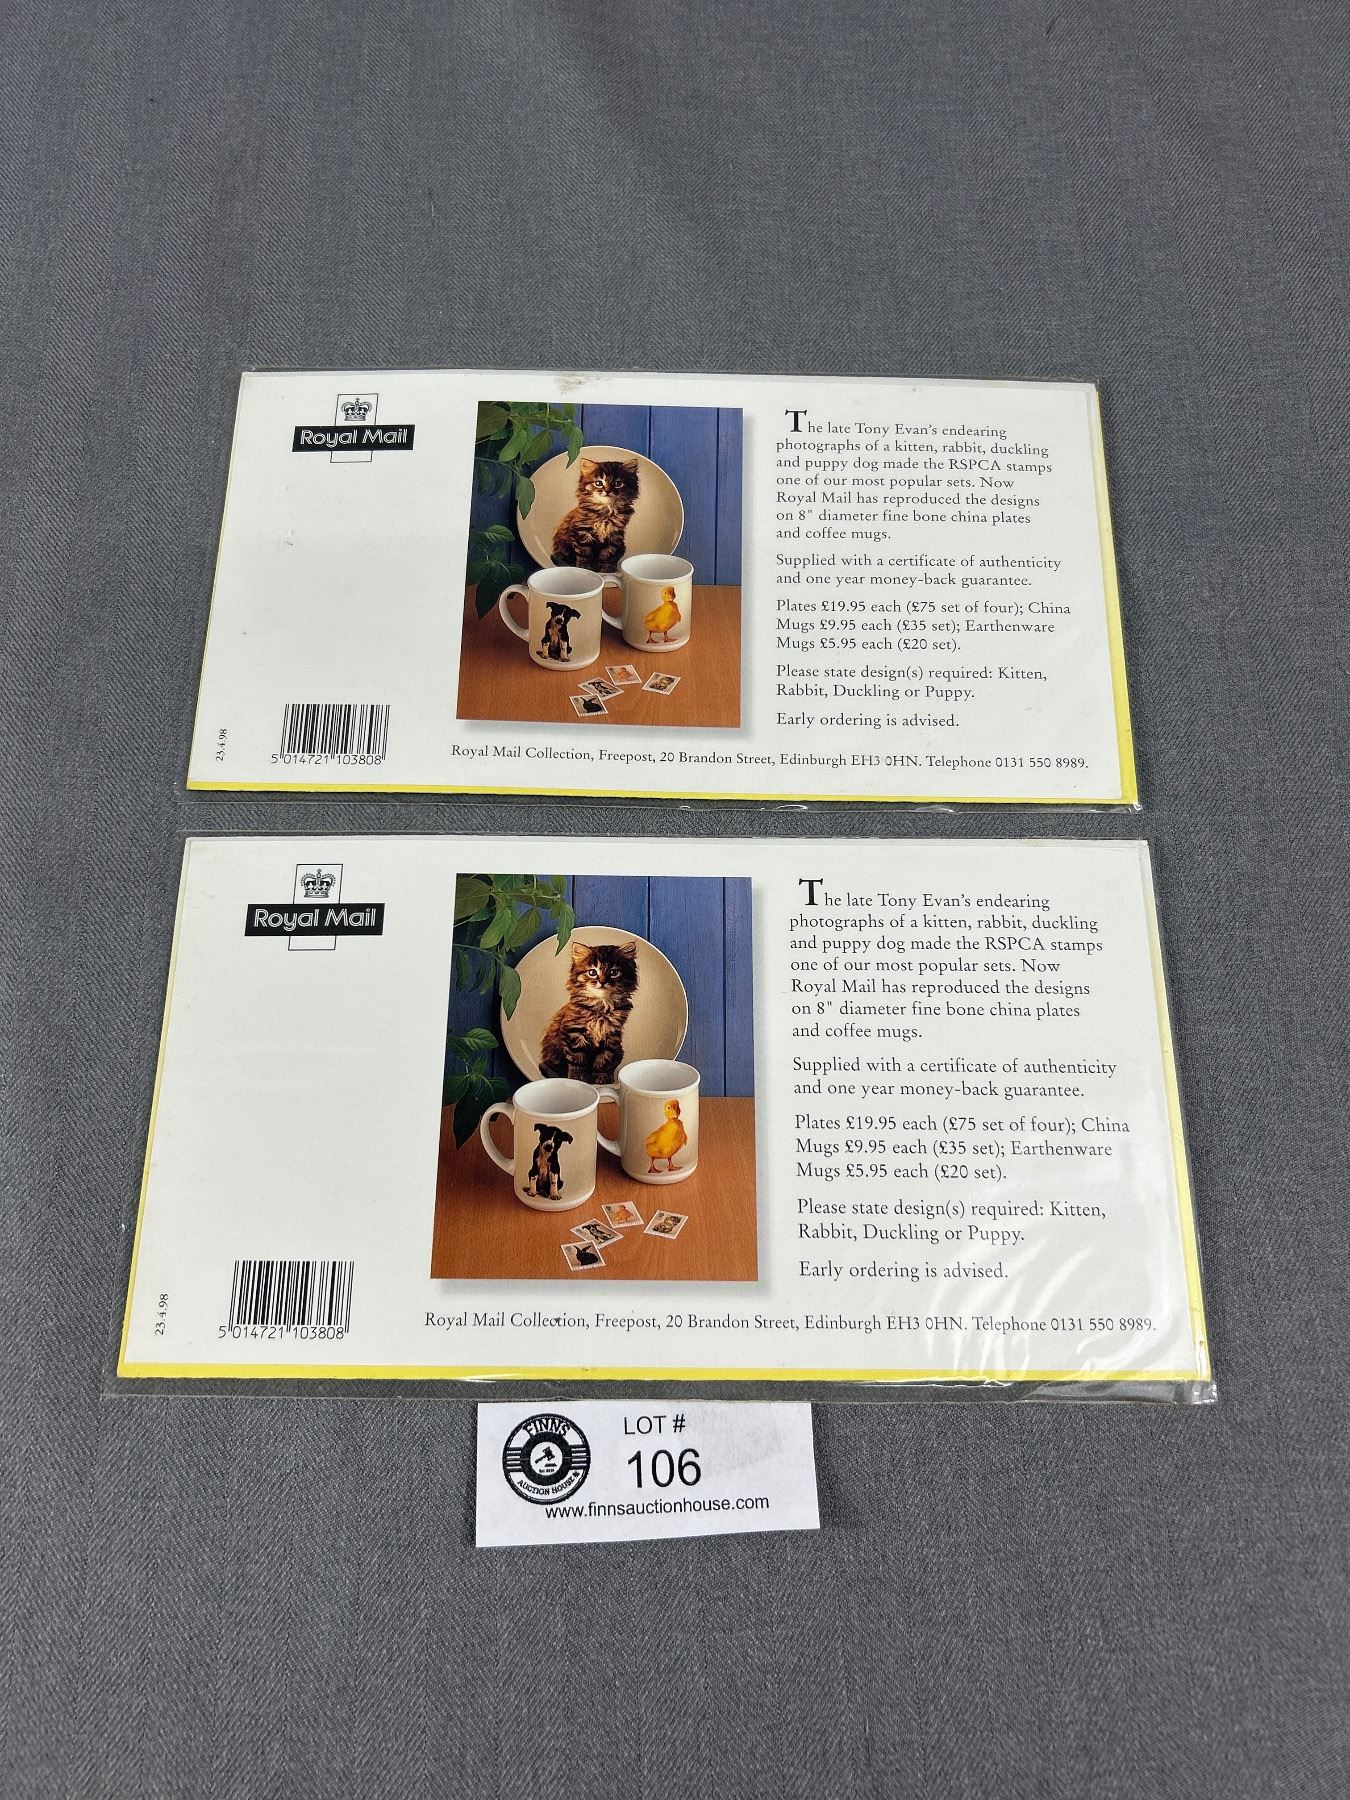 Royal Mail
The late Tony Evan's endearing
photographs of a kitten, rabbit, duckling
and puppy dog made the RSPCA stamps
one of our most popular sets. Now
Royal Mail has reproduced the designs
on 8" diameter fine bone china plates
and coffee mugs.
Supplied with a certificate of authenticity
and one year money-back guarantee.
Plates £19.95 each (£75 set of four); China
Mugs £9.95 each (£35 set); Earthenware
Mugs £5.95 each (£20 set).
Please state design(s) required: Kitten,
Rabbit, Duckling or Puppy.
Early ordering is advised.
23.4.98
5 014721 103808
Royal Mail Collection, Freepost, 20 Brandon Street, Edinburgh EH3 0HN. Telephone 0131 550 8989.
Royal Mail
The late Tony Evan's endearing
photographs of a kitten, rabbit, duckling
and puppy dog made the RSPCA stamps
one of our most popular sets. Now
Royal Mail has reproduced the designs
on 8" diameter fine bone china plates
and coffee mugs.
Supplied with a certificate of authenticity
and one year money-back guarantee.
Plates £19.95 each (£75 set of four); China
Mugs £9.95 each (£35 set); Earthenware
Mugs £5.95 each (£20 set).
Please state design(s) required: Kitten,
Rabbit, Duckling or Puppy.
Early ordering is advised.
23.4.98
5 014721 103808
Royal Mail Collection, Freepost, 20 Brandon Street, Edinburgh EH3 0HN. Telephone 0131 550 8989.
FINNS
AUCTION HOUSE
LOT #
106
www.finnsauctionhouse.com